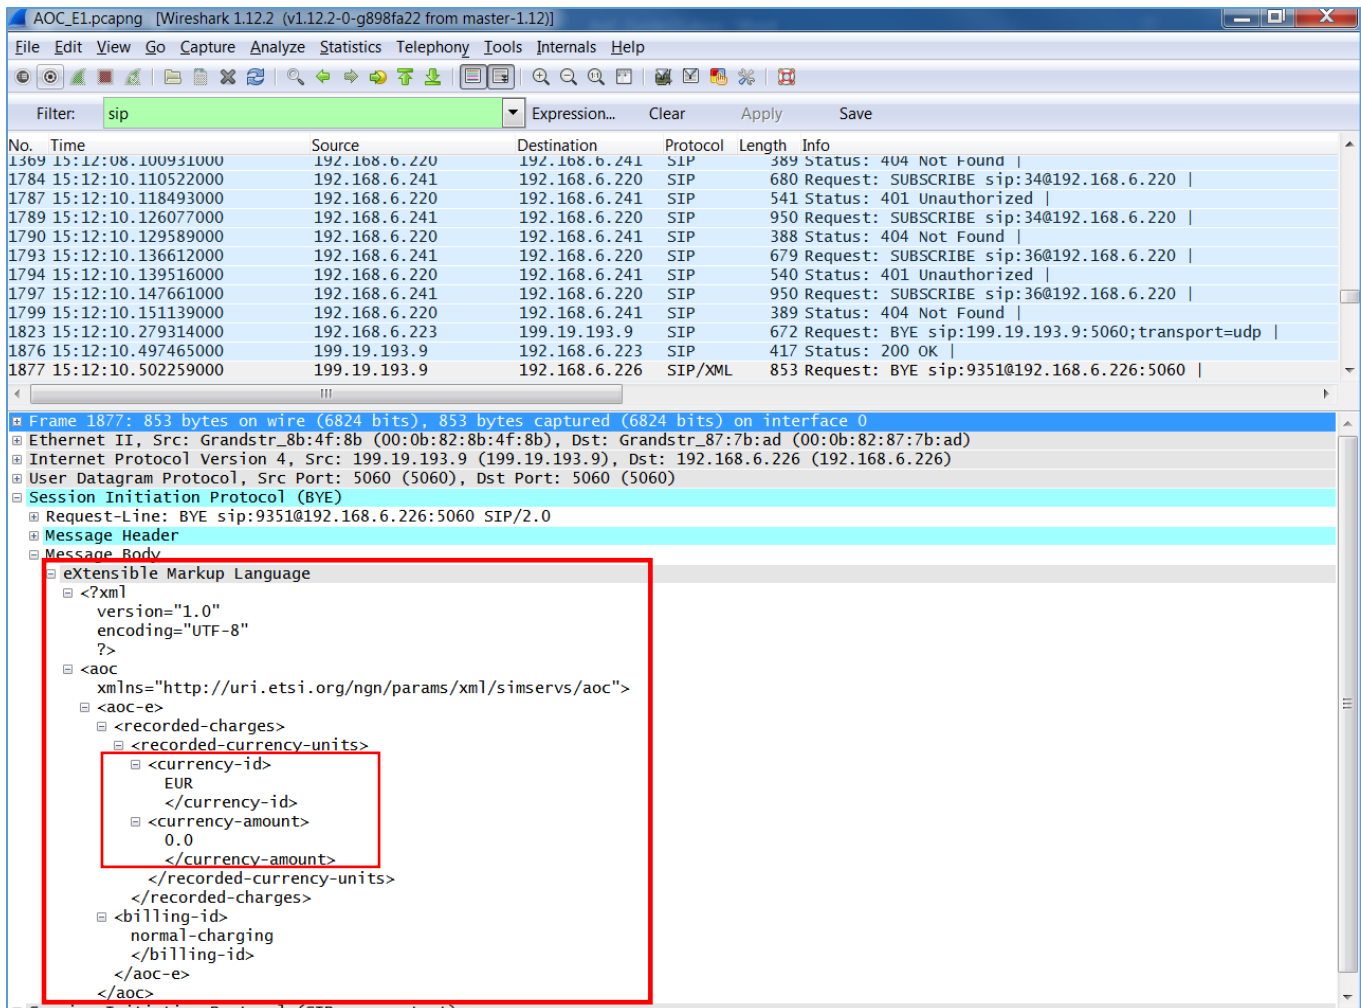 AOC_E1.pcapng [Wireshark 1.12.2 (v1.12.2-0-g898fa22 from master-1.12)]
File Edit View Go Capture Analyze Statistics Telephony Tools Internals Help
Filter: sip Expression... Clear Apply Save
No. Time Source Destination Protocol Length Info
1369 15:12:08.100931000 192.168.6.220 192.168.6.241 SIP 389 Status: 404 Not Found |
1784 15:12:10.110522000 192.168.6.241 192.168.6.220 SIP 680 Request: SUBSCRIBE sip:34@192.168.6.220 |
1787 15:12:10.118493000 192.168.6.220 192.168.6.241 SIP 541 Status: 401 Unauthorized |
1789 15:12:10.126077000 192.168.6.241 192.168.6.220 SIP 950 Request: SUBSCRIBE sip:34@192.168.6.220 |
1790 15:12:10.129589000 192.168.6.220 192.168.6.241 SIP 388 Status: 404 Not Found |
1793 15:12:10.136612000 192.168.6.241 192.168.6.220 SIP 679 Request: SUBSCRIBE sip:36@192.168.6.220 |
1794 15:12:10.139516000 192.168.6.220 192.168.6.241 SIP 540 Status: 401 Unauthorized |
1797 15:12:10.147661000 192.168.6.241 192.168.6.220 SIP 950 Request: SUBSCRIBE sip:36@192.168.6.220 |
1799 15:12:10.151139000 192.168.6.220 192.168.6.241 SIP 389 Status: 404 Not Found |
1823 15:12:10.279314000 192.168.6.223 199.19.193.9 SIP 672 Request: BYE sip:199.19.193.9:5060;transport=udp |
1876 15:12:10.497465000 199.19.193.9 192.168.6.223 SIP 417 Status: 200 OK |
1877 15:12:10.502259000 199.19.193.9 192.168.6.226 SIP/XML 853 Request: BYE sip:9351@192.168.6.226:5060 |
Frame 1877: 853 bytes on wire (6824 bits), 853 bytes captured (6824 bits) on interface 0
Ethernet II, Src: Grandstr_8b:4f:8b (00:0b:82:8b:4f:8b), Dst: Grandstr_87:7b:ad (00:0b:82:87:7b:ad)
Internet Protocol Version 4, Src: 199.19.193.9 (199.19.193.9), Dst: 192.168.6.226 (192.168.6.226)
User Datagram Protocol, Src Port: 5060 (5060), Dst Port: 5060 (5060)
Session Initiation Protocol (BYE)
Request-Line: BYE sip:9351@192.168.6.226:5060 SIP/2.0
Message Header
Message Body
eXtensible Markup Language
<?xml
version="1.0"
encoding="UTF-8"
?>
<aoc
xmlns="http://uri.etsi.org/ngn/params/xml/simservs/aoc">
<aoc-e>
<recorded-charges>
<recorded-currency-units>
<currency-id>
EUR
</currency-id>
<currency-amount>
0.0
</currency-amount>
</recorded-currency-units>
</recorded-charges>
<billing-id>
normal-charging
</billing-id>
</aoc-e>
</aoc>